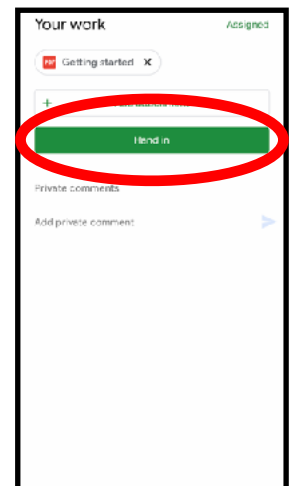 Your work Assigned
PDF Getting started X
+
Hand in
Private comments
Add private comment